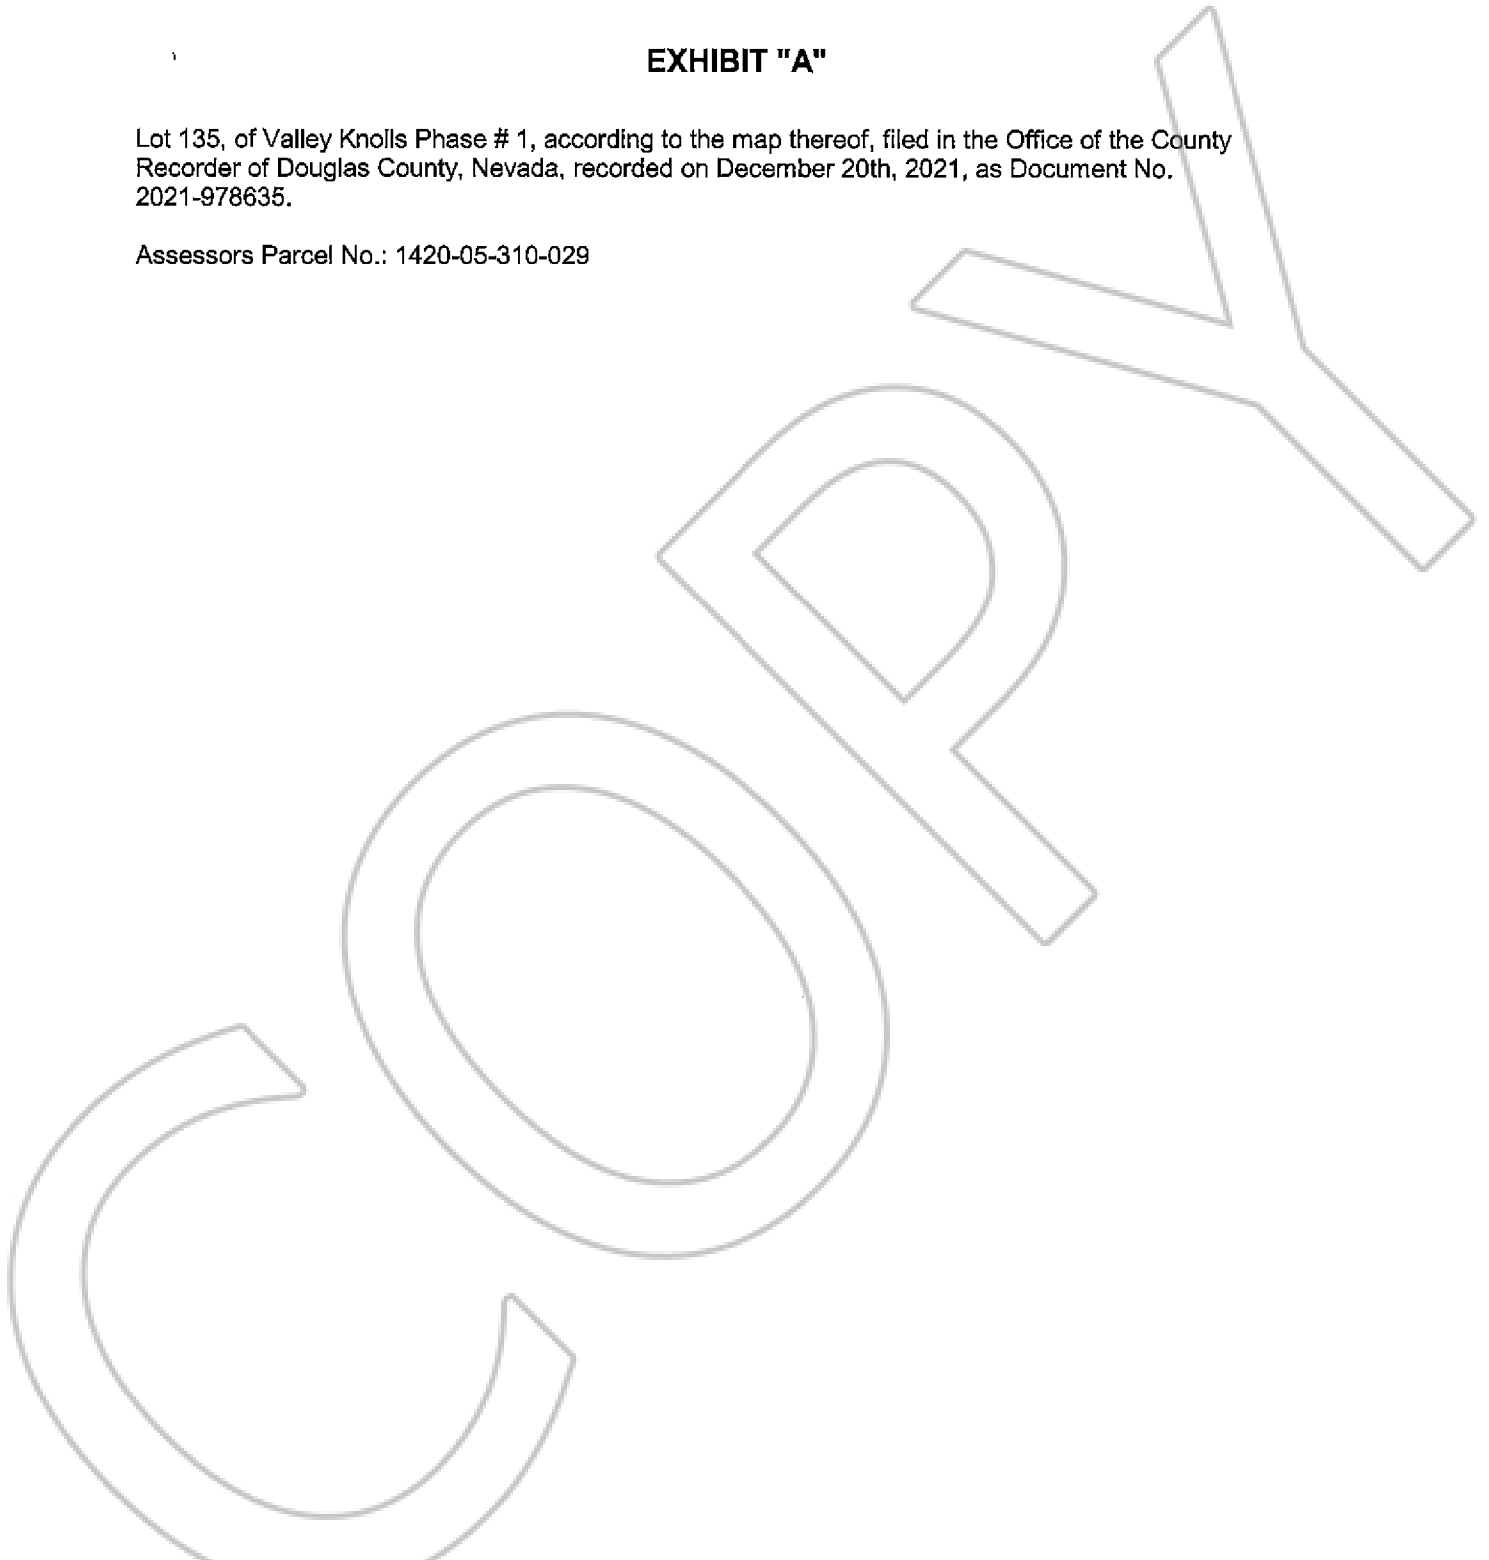 EXHIBIT "A"
Lot 135, of Valley Knolls Phase # 1, according to the map thereof, filed in the Office of the County
Recorder of Douglas County, Nevada, recorded on December 20th, 2021, as Document No.
2021-978635.
Assessors Parcel No.: 1420-05-310-029
COPY